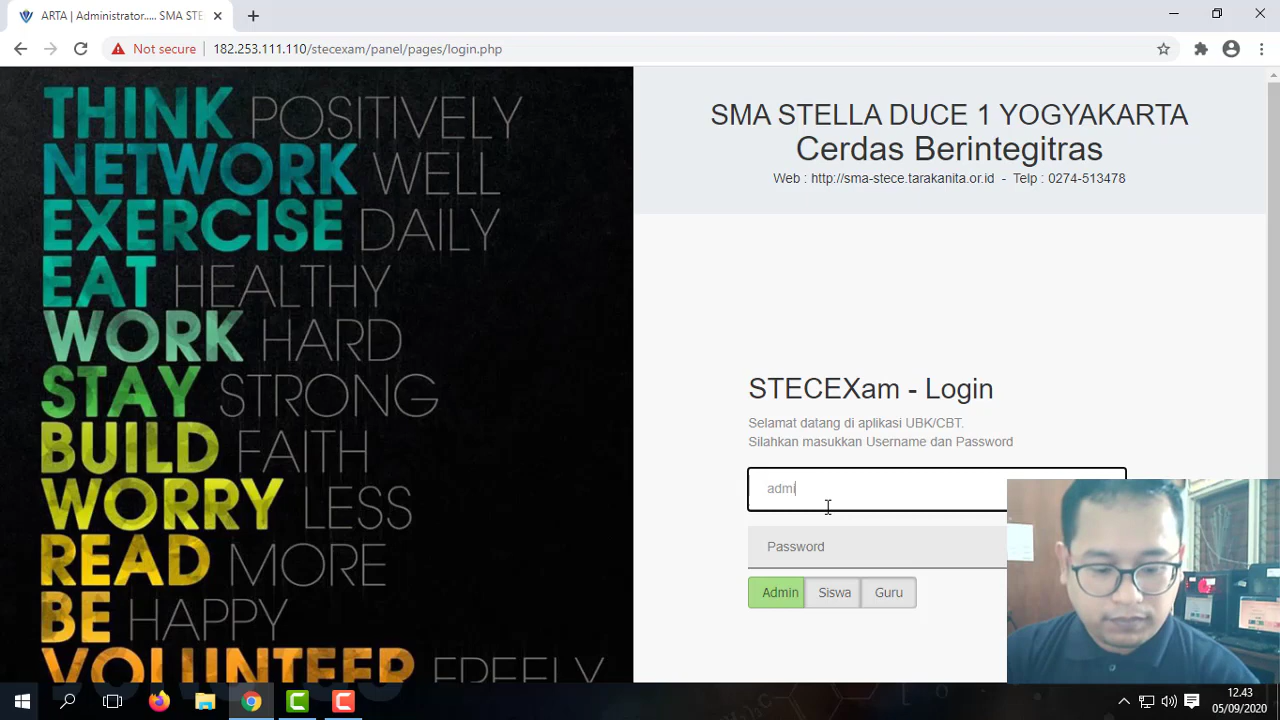 ARTA | Administrator..... SMA STE
Not secure
182.253.111.110/stecexam/panel/pages/login.php
THINK POSITIVELY
NETWORK WELL
EXERCISE DAILY
EAT HEALTHY
WORK HARD
STAY STRONG
BUILD FAITH
WORRY LESS
READ MORE
BE HAPPY
VOLUNTEER FREELY
SMA STELLA DUCE 1 YOGYAKARTA
Cerdas Berintegitras
Web : http://sma-stece.tarakanita.or.id - Telp : 0274-513478
STECEXam - Login
Selamat datang di aplikasi UBK/CBT.
Silahkan masukkan Username dan Password
admi
Password
Admin Siswa Guru
12.43
05/09/2020